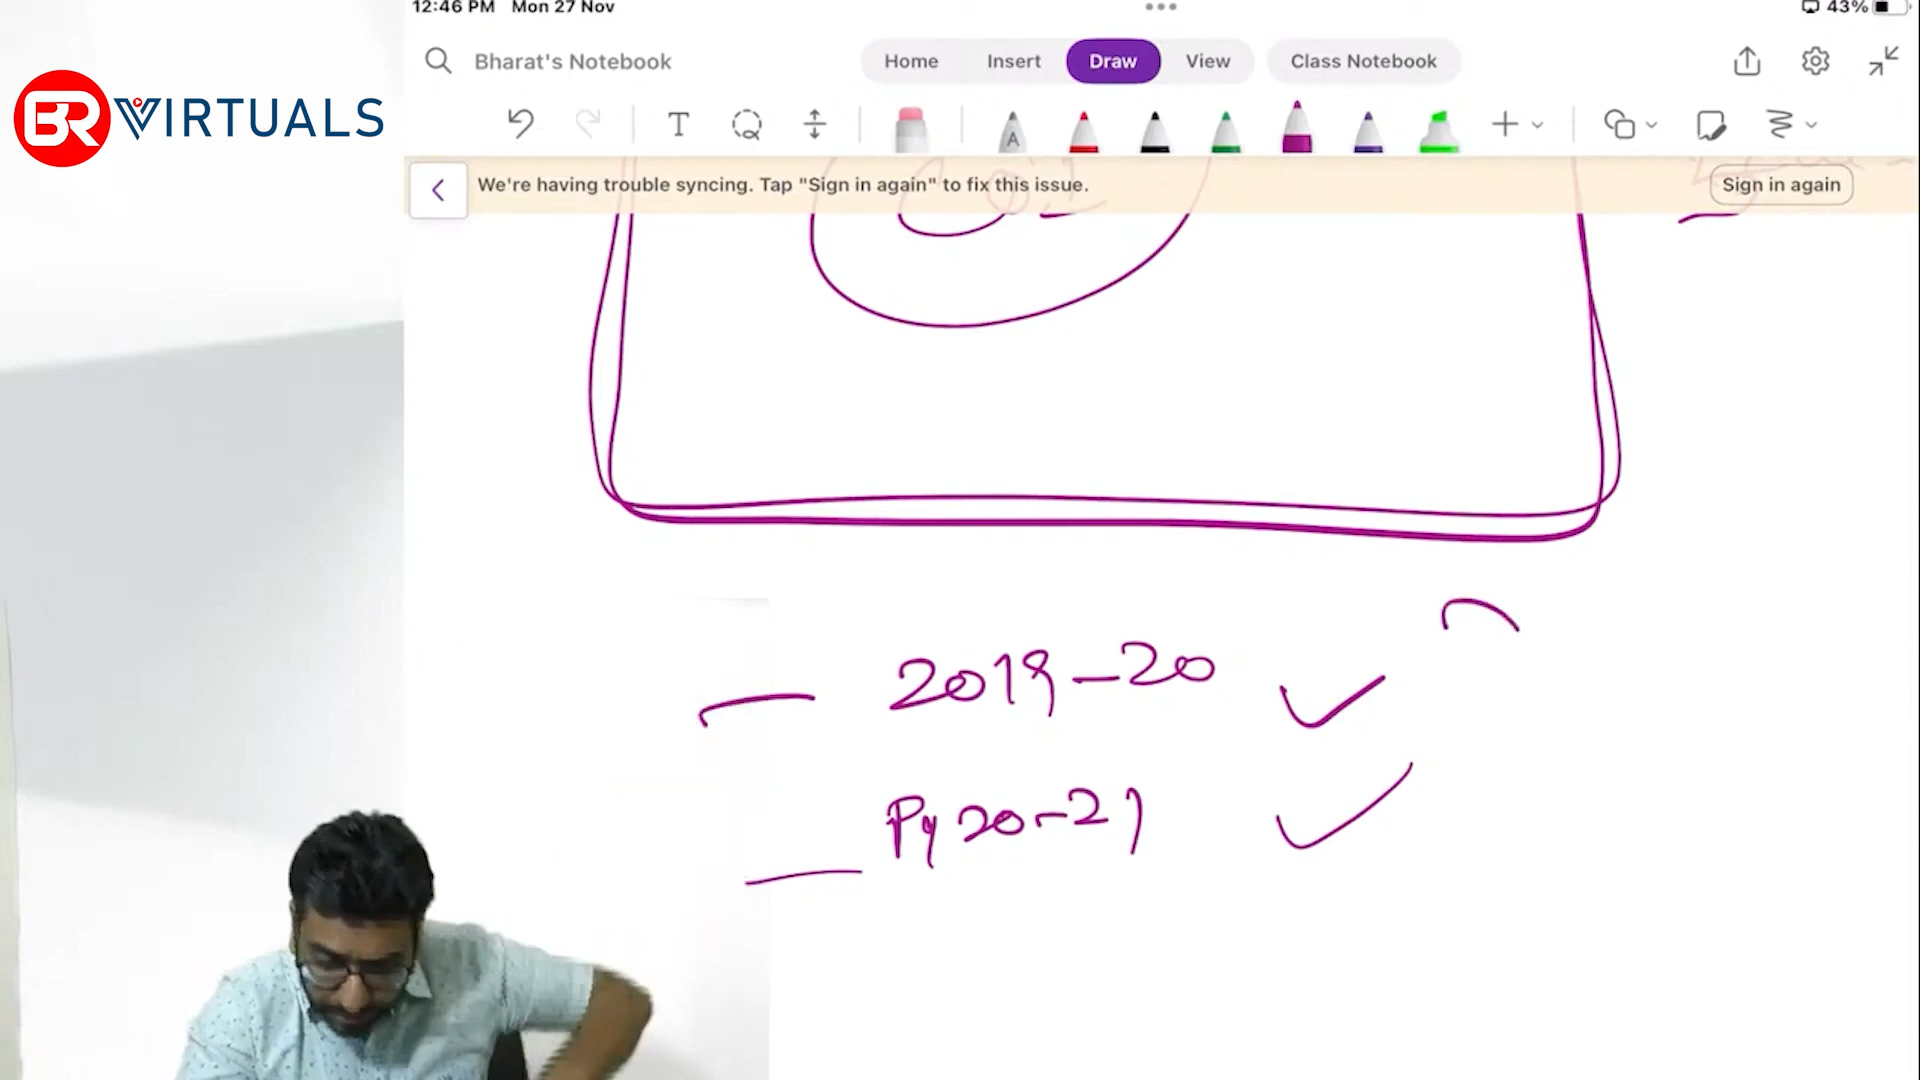 12:46 PM Mon 27 Nov
43%
BR VIRTUALS
Bharat's Notebook
Home Insert Draw View Class Notebook
T
A
We're having trouble syncing. Tap "Sign in again" to fix this issue.
Sign in again
2019-20
Py 20-21